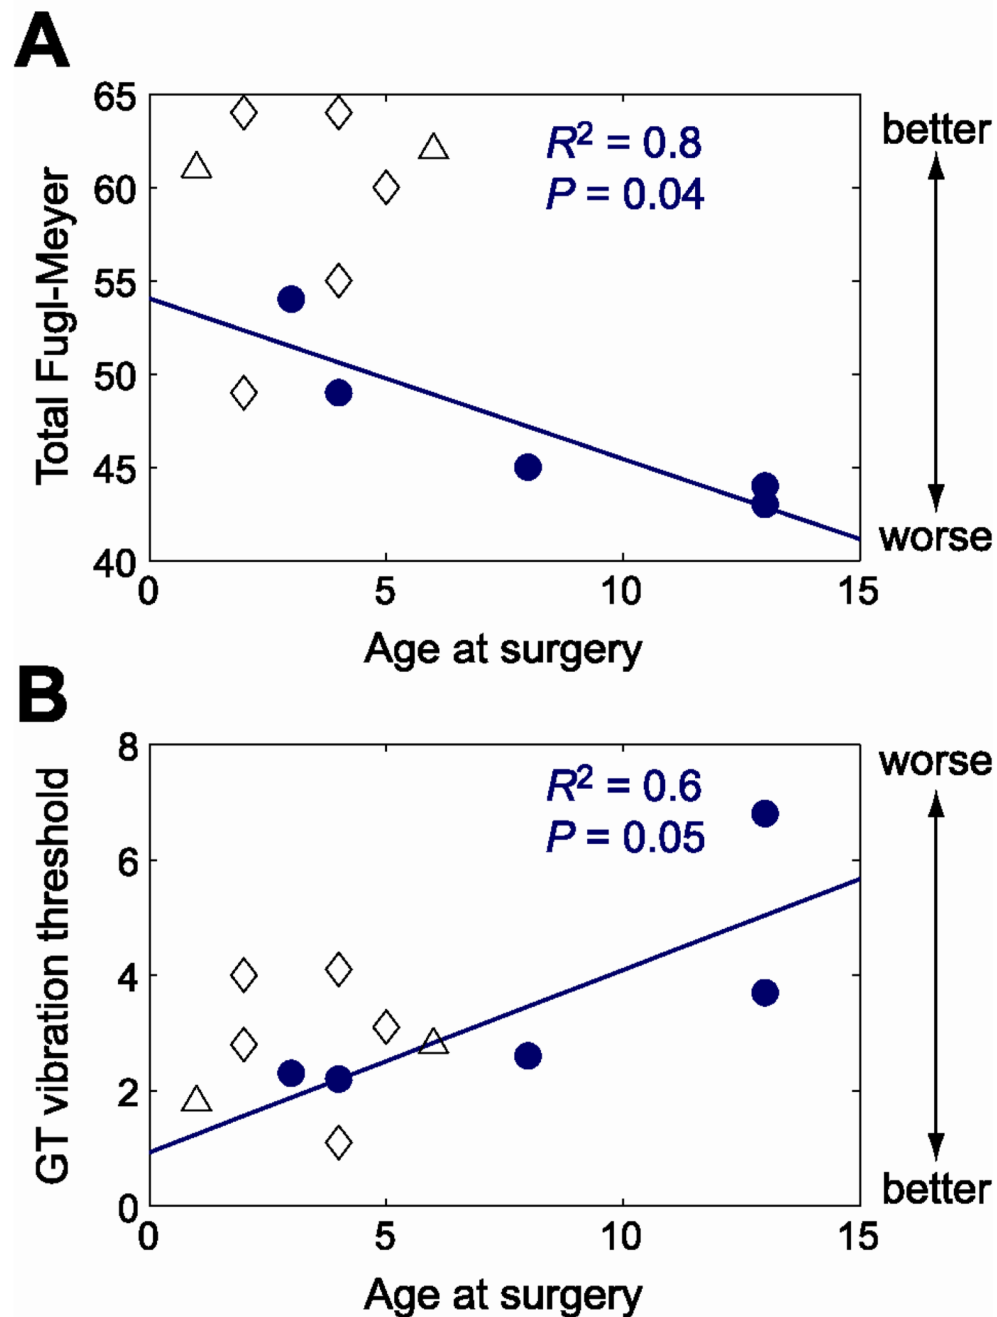 A
65
60
55
50
45
40
Total Fugl-Meyer
R² = 0.8
P = 0.04
better
worse
0 5 10 15
Age at surgery
B
8
6
4
2
0
GT vibration threshold
R² = 0.6
P = 0.05
worse
better
0 5 10 15
Age at surgery